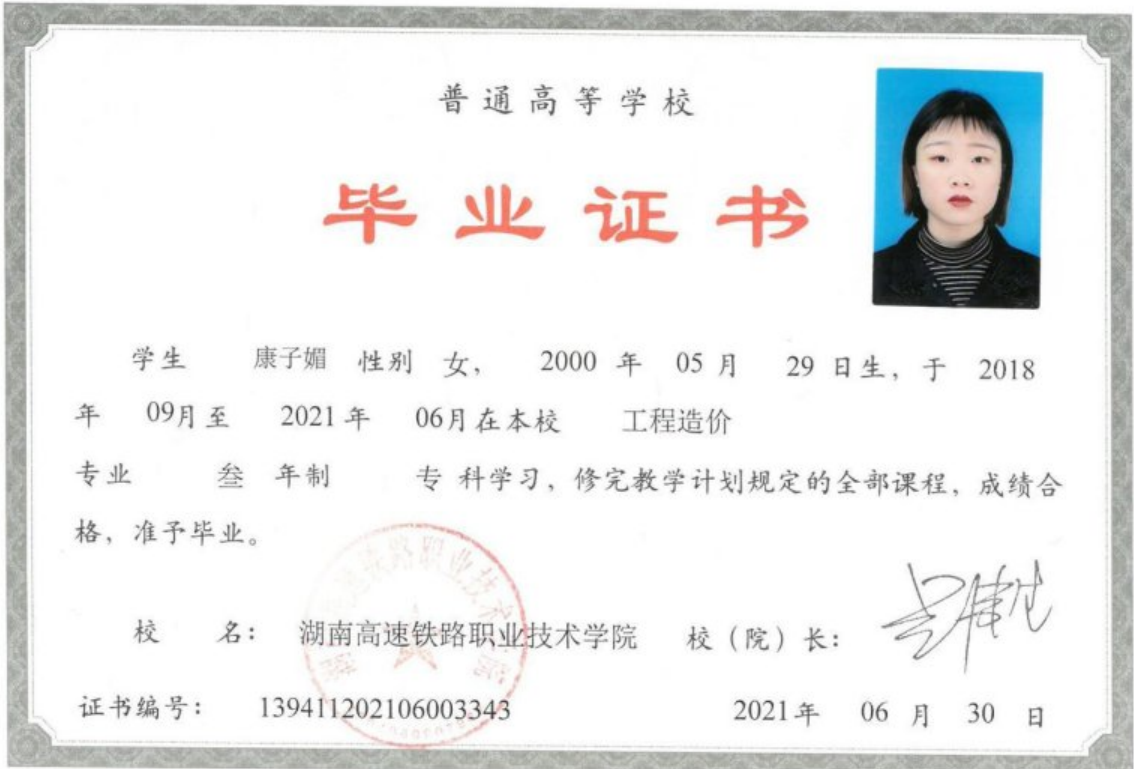 普通高等学校
毕业证书
学生 康子媚 性别 女， 2000 年 05 月 29 日生，于 2018
年 09月至 2021年 06月在本校 工程造价
专业 叁 年制 专 科学习，修完教学计划规定的全部课程，成绩合
格，准予毕业。
校 名： 湖南高速铁路职业技术学院 校（院）长：
证书编号： 139411202106003343 2021年 06 月 30 日